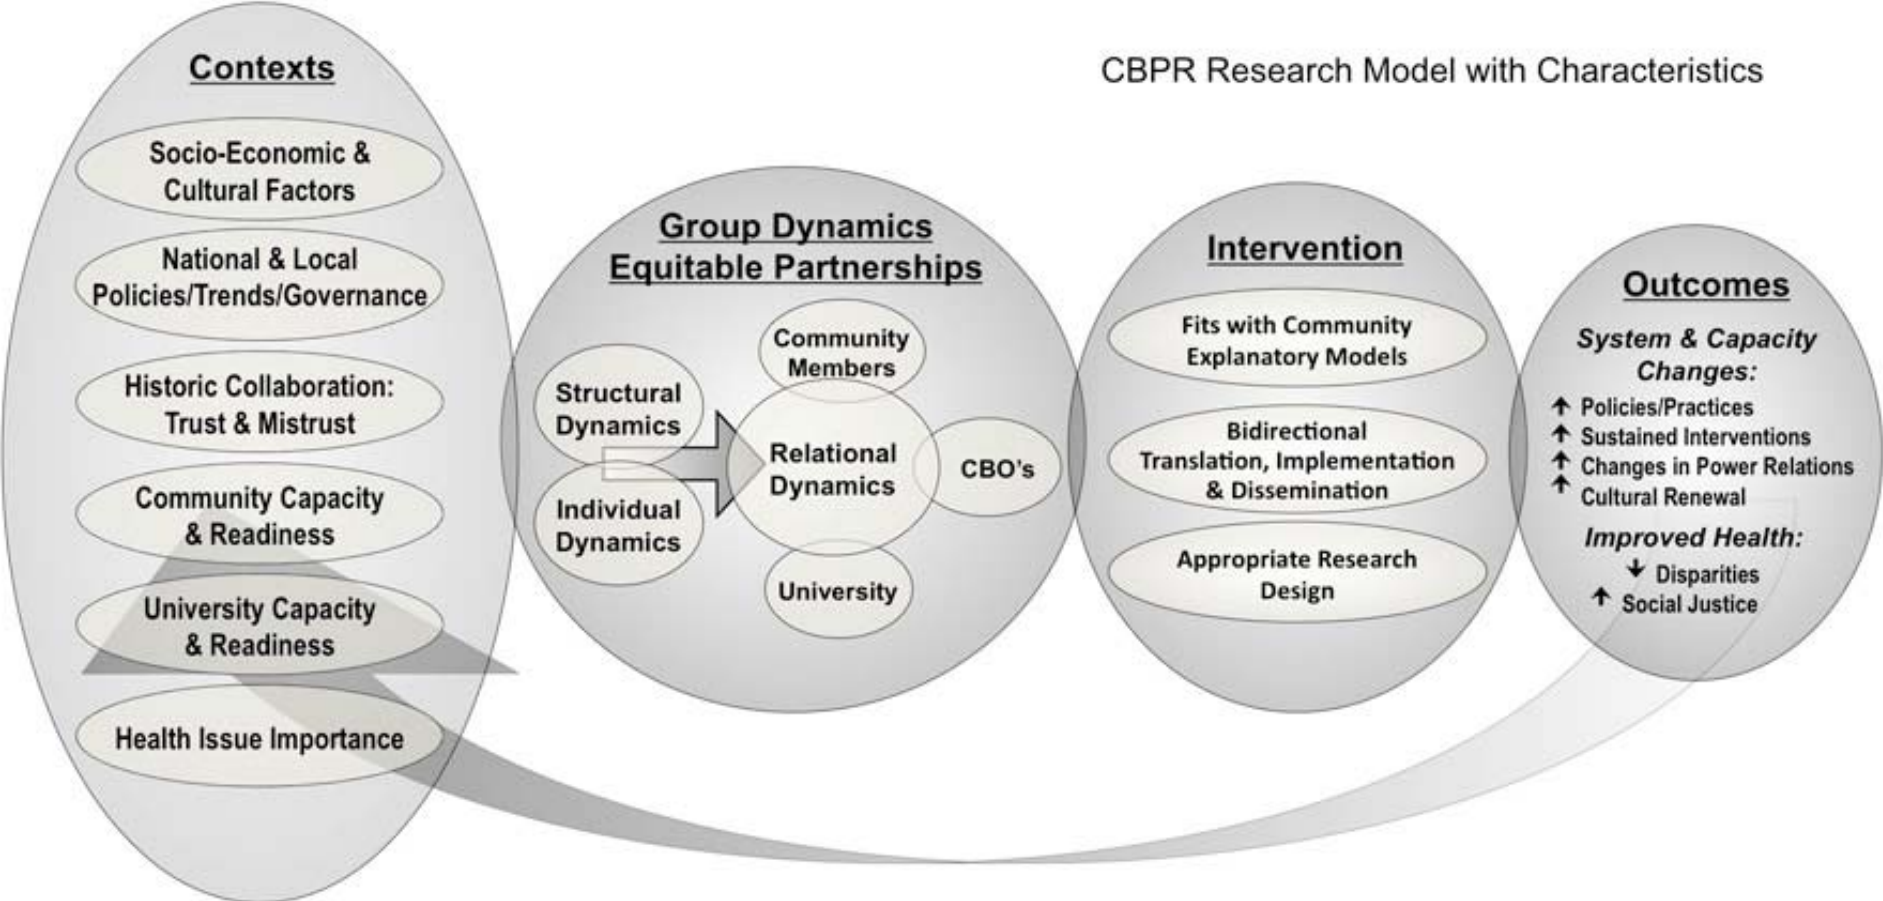 CBPR Research Model with Characteristics
Contexts
Socio-Economic &
Cultural Factors
National & Local
Policies/Trends/Governance
Historic Collaboration:
Trust & Mistrust
Community Capacity
& Readiness
University Capacity
& Readiness
Health Issue Importance
Group Dynamics
Equitable Partnerships
Structural
Dynamics
Individual
Dynamics
Community
Members
Relational
Dynamics
CBO's
University
Intervention
Fits with Community
Explanatory Models
Bidirectional
Translation, Implementation
& Dissemination
Appropriate Research
Design
Outcomes
System & Capacity
Changes:
↑ Policies/Practices
↑ Sustained Interventions
↑ Changes in Power Relations
↑ Cultural Renewal
Improved Health:
↓ Disparities
↑ Social Justice